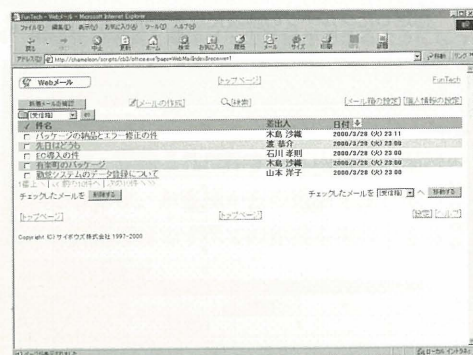 FunTech - Webメール - Microsoft Internet Explorer
ファイル(F) 編集(E) 表示(V) お気に入り(A) ツール(T) ヘルプ(H)
戻る 中止 更新 ホーム 検索 お気に入り 履歴 メール サイズ 印刷
アドレス(D) http://chameleon/scripts/cb3/office.exe?page=WebMailIndex&recover=1 移動 リンク
Webメール [トップページ] FunTech
新着メールを確認 [メールの作成] [検索] [メール箱の設定] [個人情報の設定]
[受信箱]
件名 差出人 日付
パッケージの納品とエラー修正の件 木島 沙織 2000/3/28 (火) 23:11
先日はどうも 渡 恭介 2000/3/28 (火) 23:00
EC導入の件 石川 孝則 2000/3/28 (火) 23:00
有楽町のパッケージ 木島 沙織 2000/3/28 (火) 23:00
勤怠システムのデータ登録について 山本 洋子 2000/3/28 (火) 23:00
チェックしたメールを 削除する チェックしたメールを [受信箱] へ 移動する
[トップページ] [トップページ] [設定] [ヘルプ]
Copyright (C) サイボウズ株式会社 1997-2000
ページが表示されました ローカル イントラネ